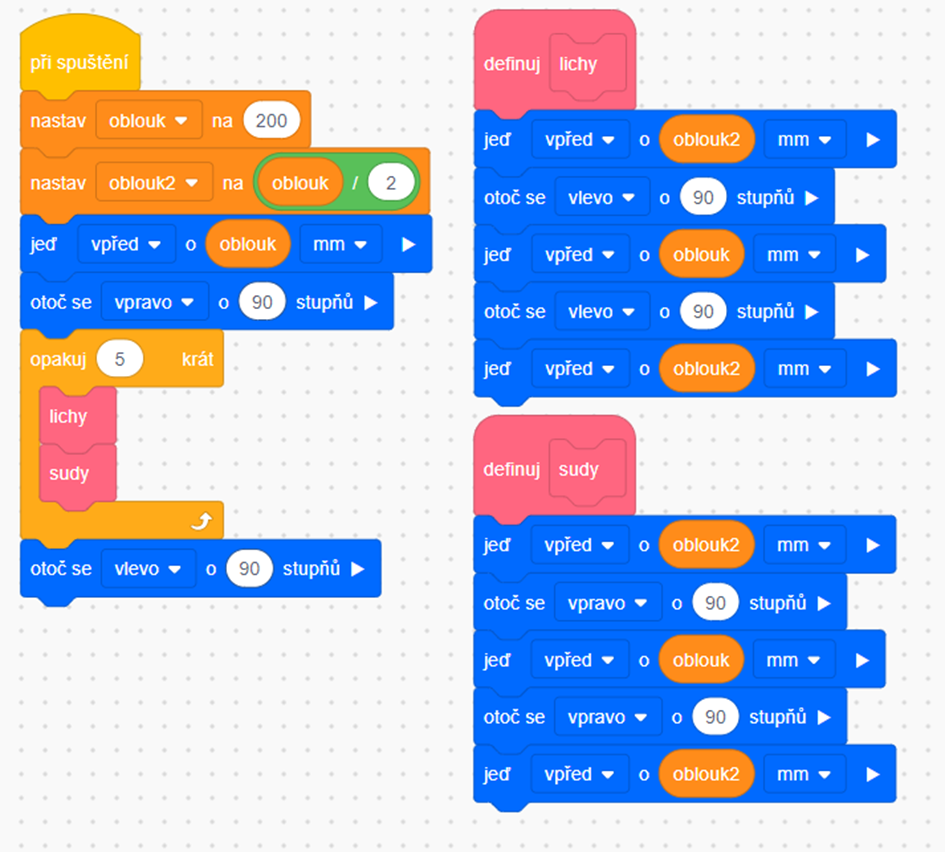 při spuštění
nastav oblouk na 200
nastav oblouk2 na oblouk / 2
jeď vpřed o oblouk mm
otoč se vpravo o 90 stupňů
opakuj 5 krát
lichy
sudy
otoč se vlevo o 90 stupňů
definuj lichy
jeď vpřed o oblouk2 mm
otoč se vlevo o 90 stupňů
jeď vpřed o oblouk mm
otoč se vlevo o 90 stupňů
jeď vpřed o oblouk2 mm
definuj sudy
jeď vpřed o oblouk2 mm
otoč se vpravo o 90 stupňů
jeď vpřed o oblouk mm
otoč se vpravo o 90 stupňů
jeď vpřed o oblouk2 mm